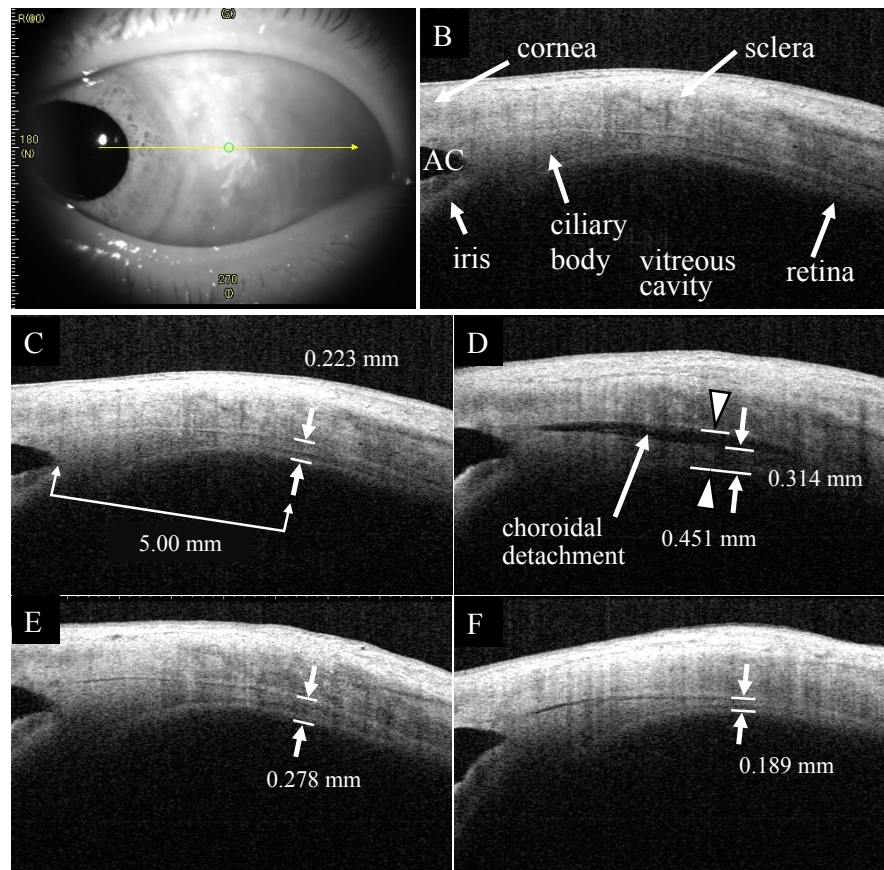 R(00)
(S)
180
(N)
270
(I)
B
cornea
sclera
AC
iris
ciliary
body
vitreous
cavity
retina
C
0.223 mm
5.00 mm
D
0.314 mm
choroidal
detachment
0.451 mm
E
0.278 mm
F
0.189 mm